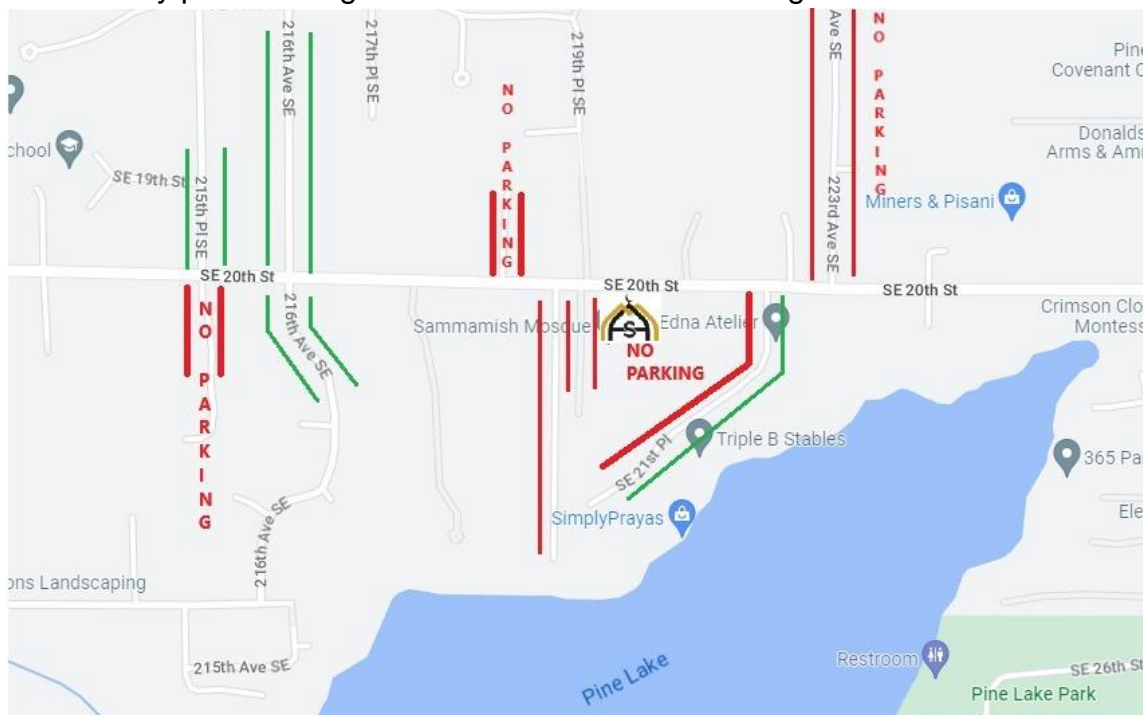 216th Ave SE
217th Pl SE
219th Pl SE
Ave SE
NO PARKING
NO PARKING
Pine
Covenant C
Donalds
Arms & Am
chool
SE 19th St
215th Pl SE
223rd Ave SE
Miners & Pisani
SE 20th St
SE 20th St
SE 20th St
NO PARKING
216th Ave SE
Sammamish Mosque
Edna Atelier
NO
PARKING
Crimson Clo
Montess
Triple B Stables
SE 21st Pl
365 Pa
SimplyPrayas
Ele
216th Ave SE
ons Landscaping
215th Ave SE
Pine Lake
Restroom
SE 26th St
Pine Lake Park